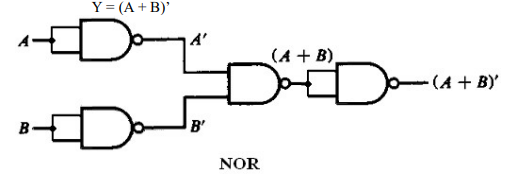 Y = (A + B)’
A
A'
(A + B)
(A + B)'
B
B'
NOR